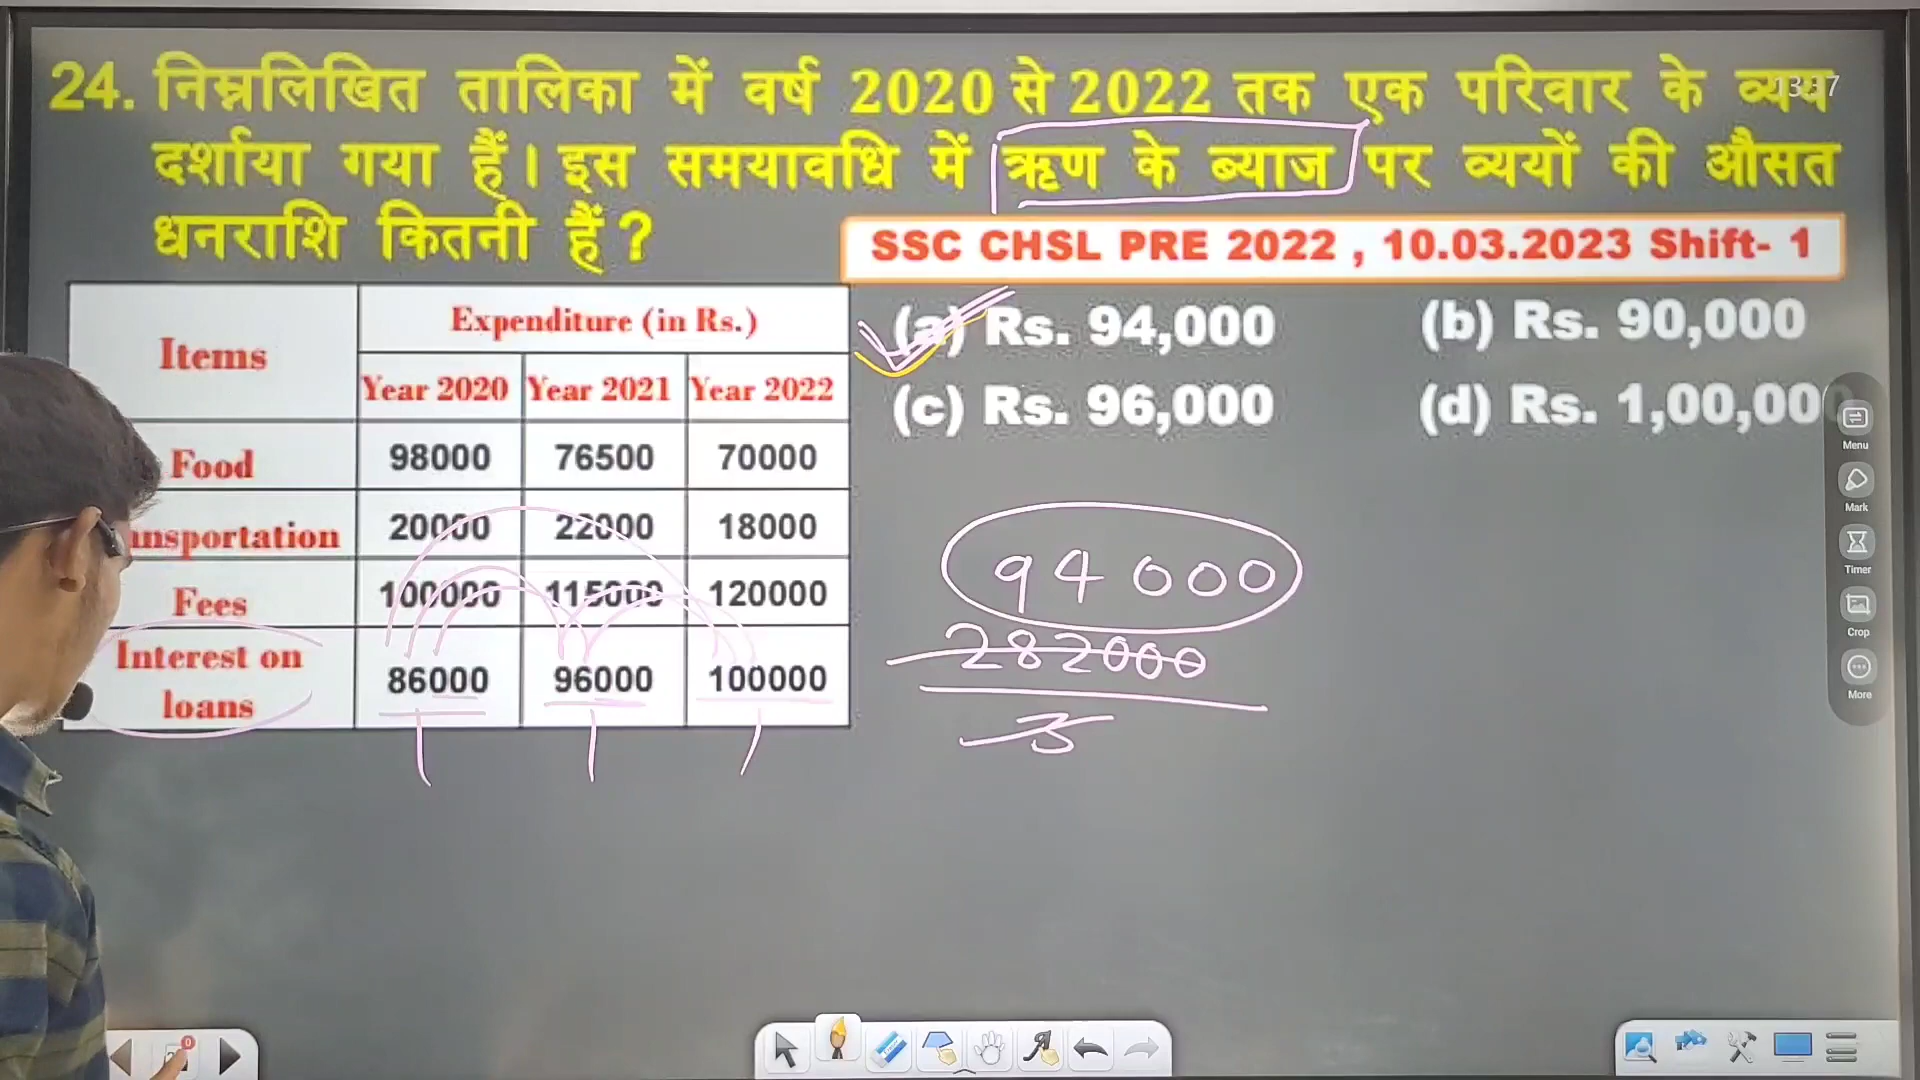 24. निम्नलिखित तालिका में वर्ष 2020 से 2022 तक एक परिवार के व्यय
13:37
दर्शाया गया हैं। इस समयावधि में ऋण के ब्याज पर व्ययों की औसत
धनराशि कितनी हैं ?
SSC CHSL PRE 2022 , 10.03.2023 Shift- 1
Items
Expenditure (in Rs.)
Year 2020 Year 2021 Year 2022
Food 98000 76500 70000
ansportation 20000 22000 18000
Fees 100000 115000 120000
Interest on
loans
86000 96000 100000
(a) Rs. 94,000 (b) Rs. 90,000
(c) Rs. 96,000 (d) Rs. 1,00,000
94000
282000
3
Menu
Mark
Timer
Crop
More
0